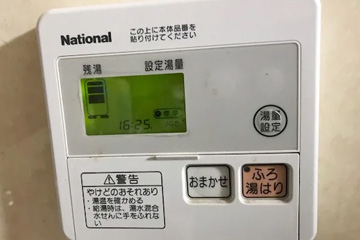 National
この上に本体品番を
貼り付けてください
残湯
設定湯量
16:25
湯量
設定
警告
やけどのおそれあり
・湯温を確かめる
・給湯時は、湯水混合
水せんに手をふれない
おまかせ
ふろ
湯はり